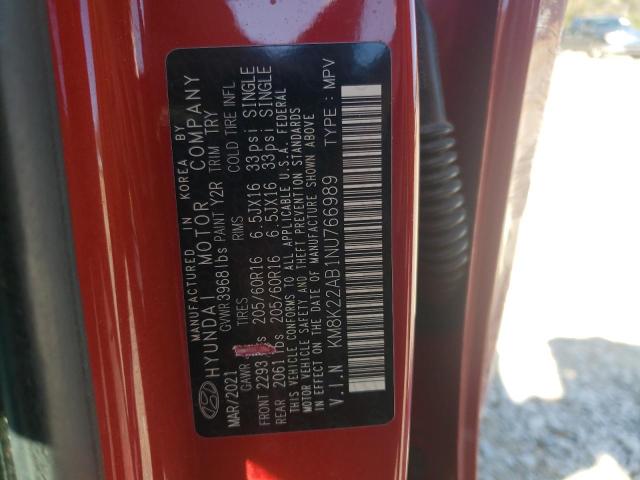 MANUFACTURED IN KOREA BY
HYUNDAI MOTOR COMPANY
MAR/2021 GVWR 3968lbs PAINT Y2R TRIM TRY
GAWR TIRES RIMS COLD TIRE INFL
FRONT 2293 205/60R16 6.5JX16 33psi SINGLE
REAR 2061 lbs 205/60R16 6.5JX16 33psi SINGLE
THIS VEHICLE CONFORMS TO ALL APPLICABLE U.S.A. FEDERAL
MOTOR VEHICLE SAFETY AND THEFT PREVENTION STANDARDS
IN EFFECT ON THE DATE OF MANUFACTURE SHOWN ABOVE
V.I.N KM8K22AB1NU766989 TYPE : MPV